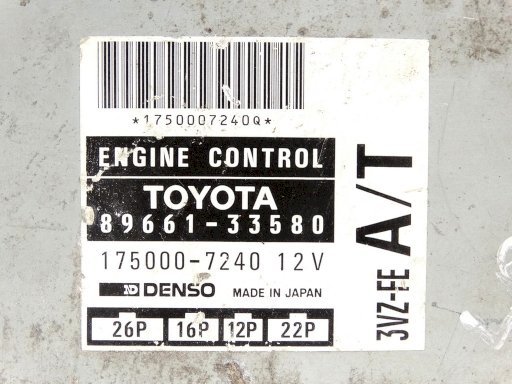 *1750007240Q*
ENGINE CONTROL
TOYOTA
89661-33580
175000-7240 12V
ND DENSO MADE IN JAPAN
26P 16P 12P 22P
3VZ-FE A/T